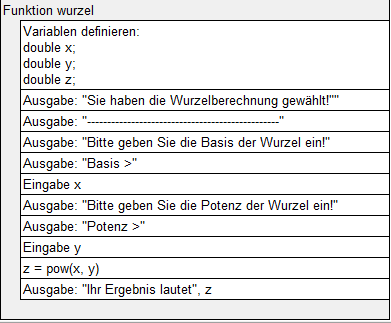 Funktion wurzel
Variablen definieren:
double x;
double y;
double z;
Ausgabe: "Sie haben die Wurzelberechnung gewählt!""
Ausgabe: "------------------------------------------------"
Ausgabe: "Bitte geben Sie die Basis der Wurzel ein!"
Ausgabe: "Basis >"
Eingabe x
Ausgabe: "Bitte geben Sie die Potenz der Wurzel ein!"
Ausgabe: "Potenz >"
Eingabe y
z = pow(x, y)
Ausgabe: "Ihr Ergebnis lautet", z